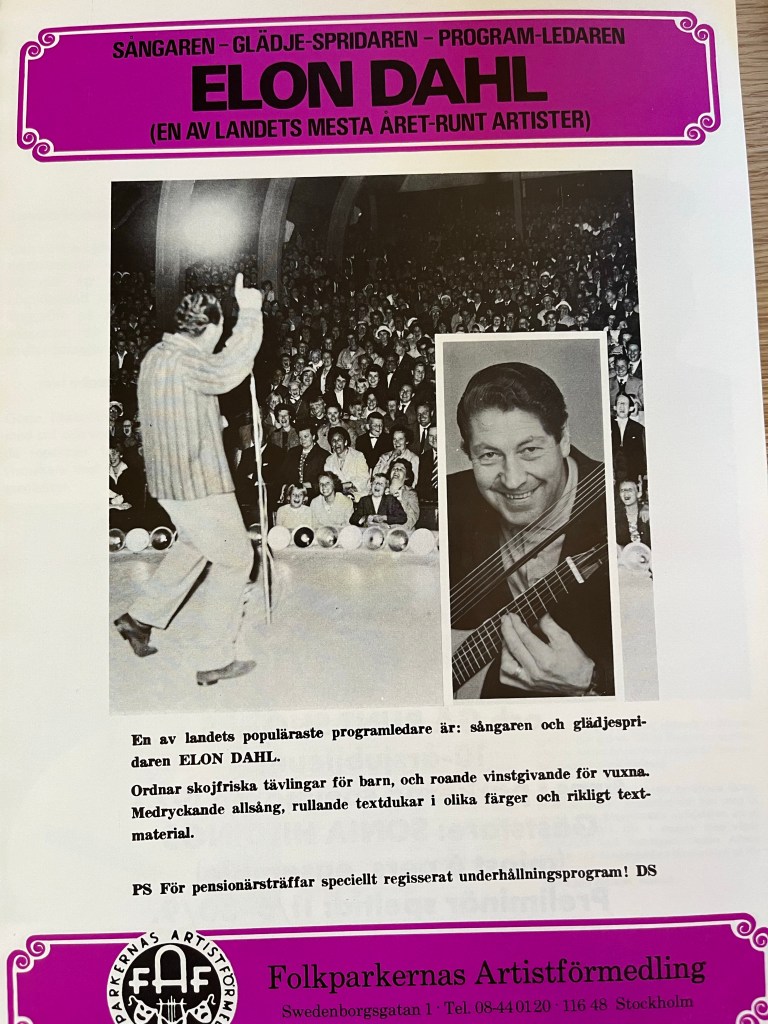 SÅNGAREN – GLÄDJE-SPRIDAREN – PROGRAM-LEDAREN
ELON DAHL
(EN AV LANDETS MESTA ÅRET-RUNT ARTISTER)
En av landets populäraste programledare är: sångaren och glädjespri-
daren ELON DAHL.
Ordnar skojfriska tävlingar för barn, och roande vinstgivande för vuxna.
Medryckande allsång, rullande textdukar i olika färger och rikligt text-
material.
PS För pensionärsträffar speciellt regisserat underhållningsprogram! DS
PARKERNAS ARTISTFÖRMEL
FAF
Folkparkernas Artistförmedling
Swedenborgsgatan 1 · Tel. 08-44 01 20 · 116 48 Stockholm